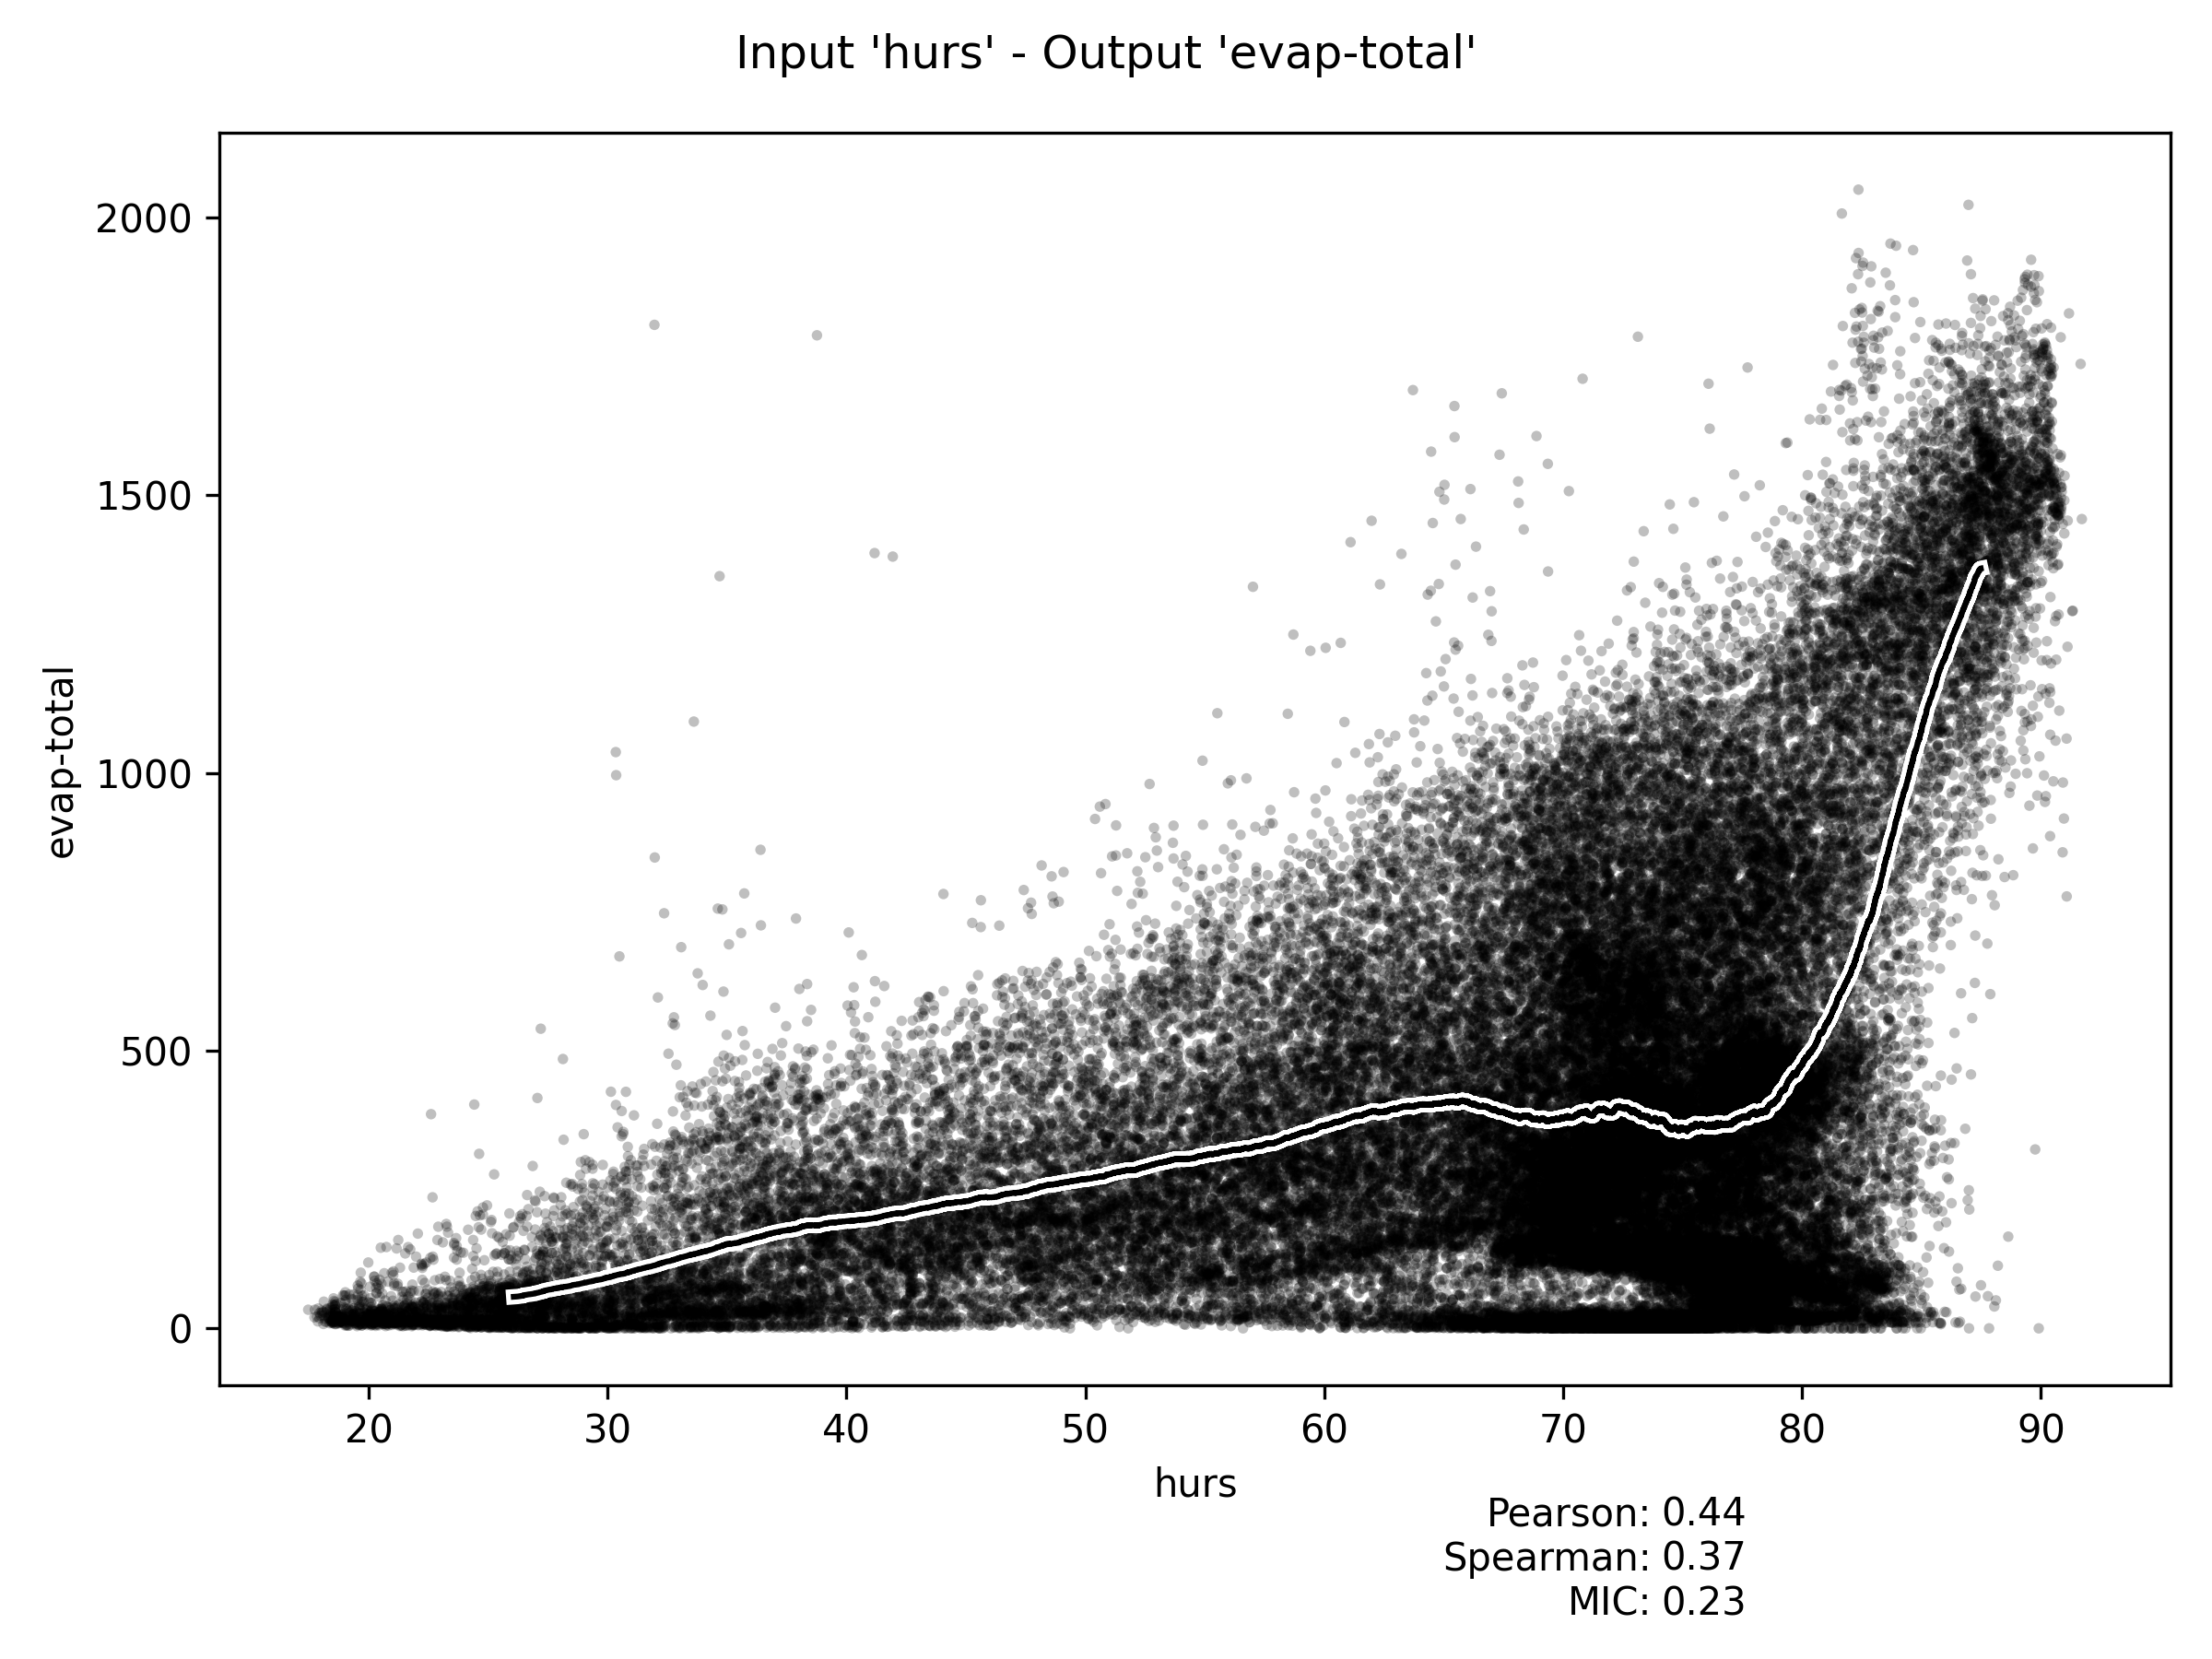 Input 'hurs' - Output 'evap-total'
2000
1500
1000
500
0
evap-total
20 30 40 50 60 70 80 90
hurs
Pearson: 0.44
Spearman: 0.37
MIC: 0.23